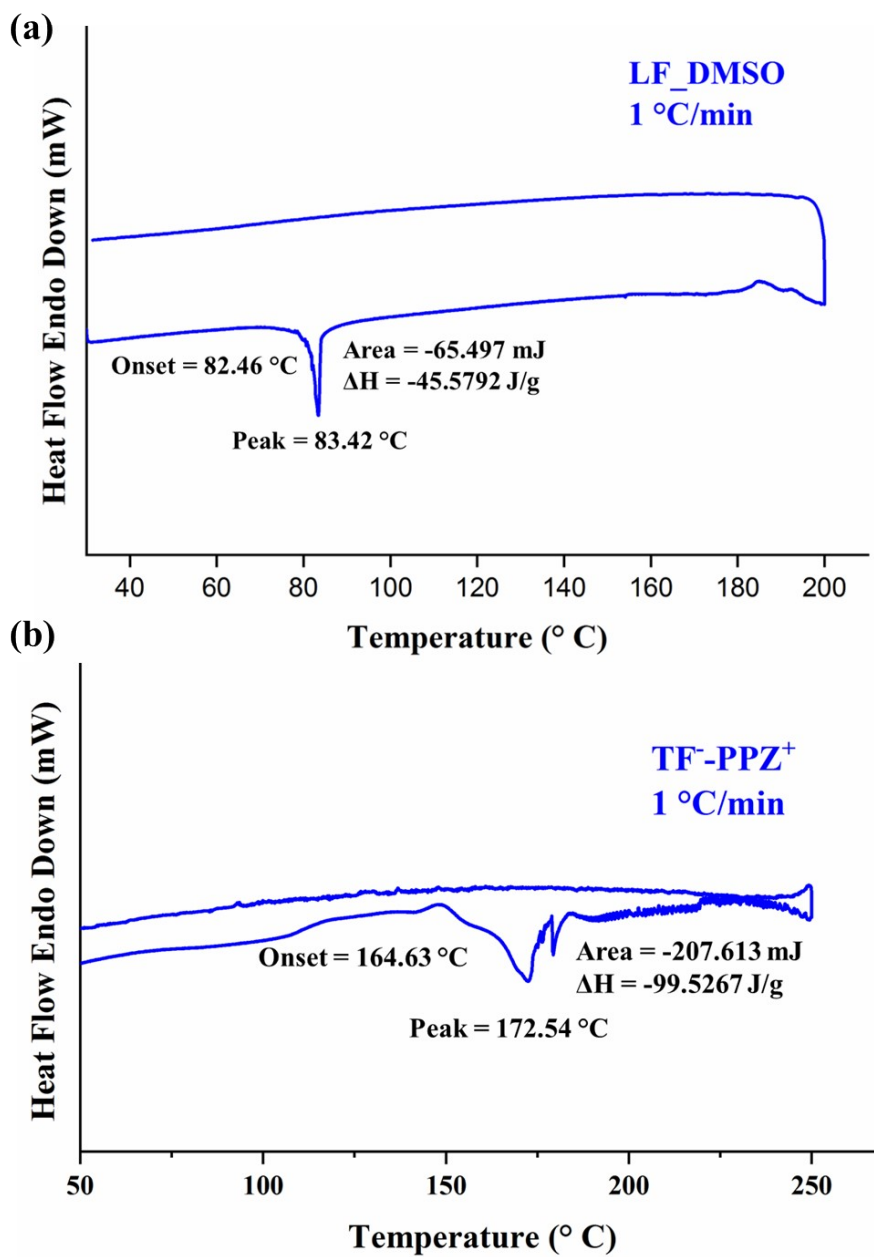 (a)
LF_DMSO
1 °C/min
Heat Flow Endo Down (mW)
Onset = 82.46 °C
Area = -65.497 mJ
ΔH = -45.5792 J/g
Peak = 83.42 °C
40 60 80 100 120 140 160 180 200
Temperature (° C)
(b)
TF⁻-PPZ⁺
1 °C/min
Heat Flow Endo Down (mW)
Onset = 164.63 °C
Area = -207.613 mJ
ΔH = -99.5267 J/g
Peak = 172.54 °C
50 100 150 200 250
Temperature (° C)